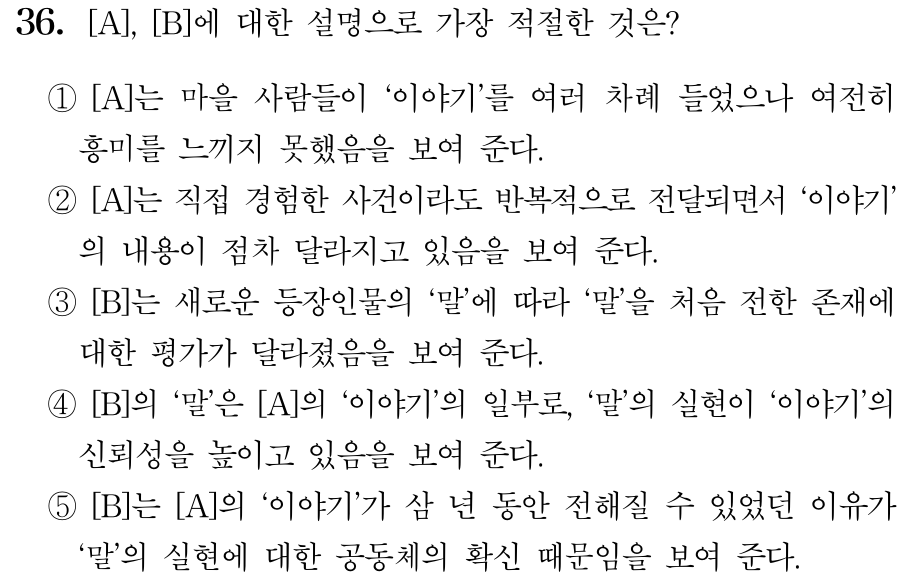 36. [A], [B]에 대한 설명으로 가장 적절한 것은?
① [A]는 마을 사람들이 ‘이야기’를 여러 차례 들었으나 여전히
흥미를 느끼지 못했음을 보여 준다.
② [A]는 직접 경험한 사건이라도 반복적으로 전달되면서 ‘이야기’
의 내용이 점차 달라지고 있음을 보여 준다.
③ [B]는 새로운 등장인물의 ‘말’에 따라 ‘말’을 처음 전한 존재에
대한 평가가 달라졌음을 보여 준다.
④ [B]의 ‘말’은 [A]의 ‘이야기’의 일부로, ‘말’의 실현이 ‘이야기’의
신뢰성을 높이고 있음을 보여 준다.
⑤ [B]는 [A]의 ‘이야기’가 삼 년 동안 전해질 수 있었던 이유가
‘말’의 실현에 대한 공동체의 확신 때문임을 보여 준다.